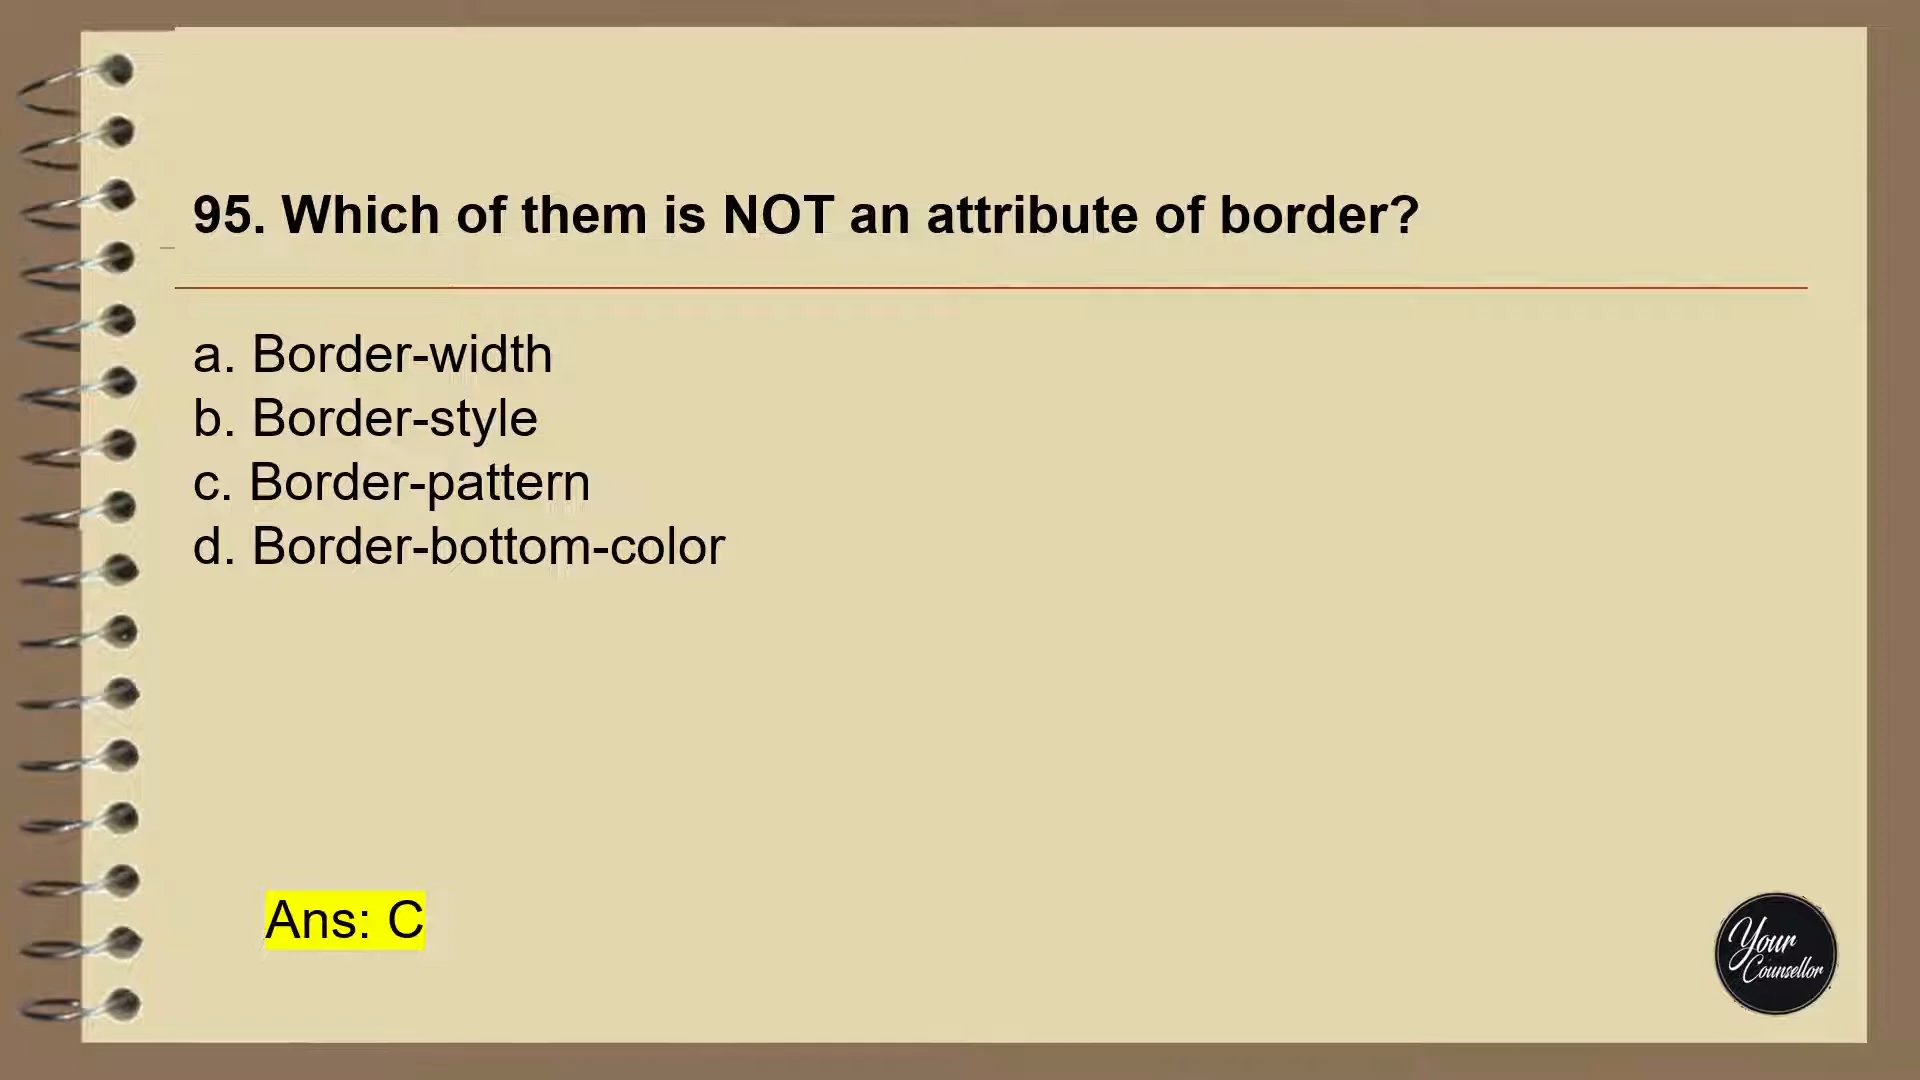 95. Which of them is NOT an attribute of border?
a. Border-width
b. Border-style
c. Border-pattern
d. Border-bottom-color
Ans: C
Your
Counsellor